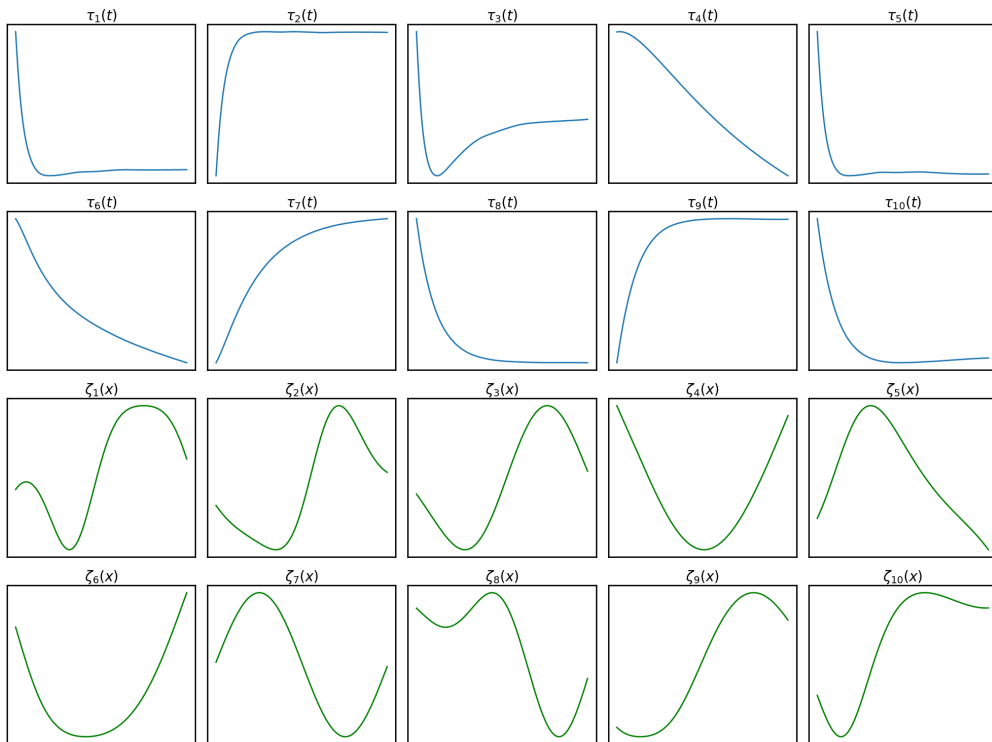 τ₁(t) τ₂(t) τ₃(t) τ₄(t) τ₅(t)
τ₆(t) τ₇(t) τ₈(t) τ₉(t) τ₁₀(t)
ζ₁(x) ζ₂(x) ζ₃(x) ζ₄(x) ζ₅(x)
ζ₆(x) ζ₇(x) ζ₈(x) ζ₉(x) ζ₁₀(x)